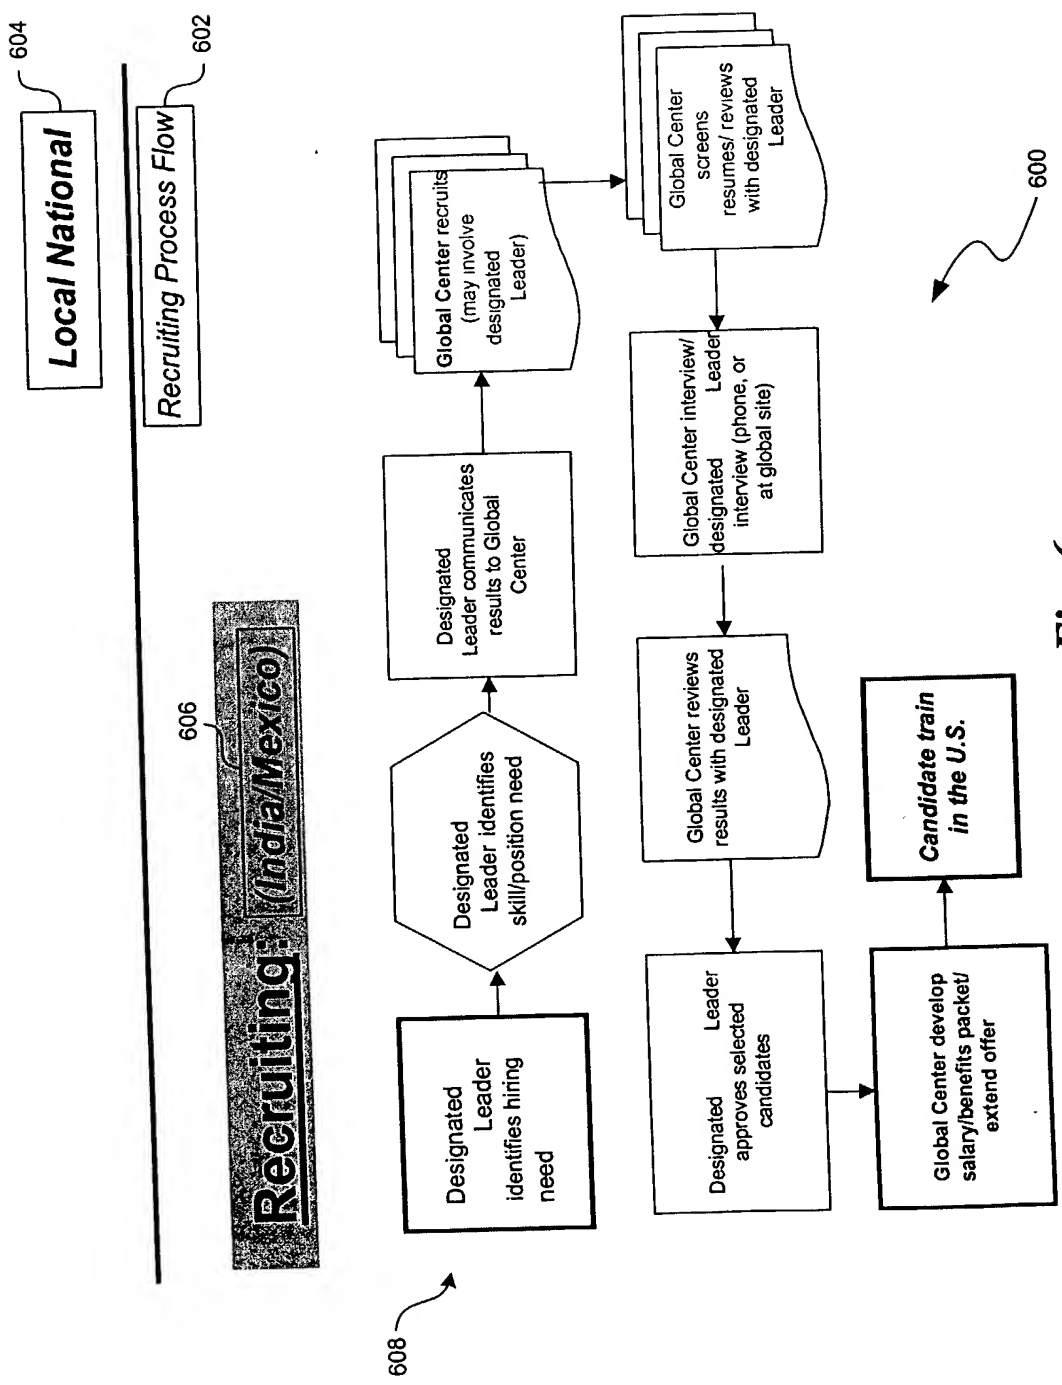 Local National
604
Recruiting Process Flow
602
Recruiting: (India/Mexico)
606
608
Designated
Leader
identifies hiring
need
Designated
Leader identifies
skill/position need
Designated
Leader communicates
results to Global
Center
Global Center recruits
(may involve
designated
Leader)
Global Center
screens
resumes/ reviews
with designated
Leader
Global Center interview/
designated Leader
interview (phone, or
at global site)
Global Center reviews
results with designated
Leader
Designated Leader
approves selected
candidates
Global Center develop
salary/benefits packet/
extend offer
Candidate train
in the U.S.
600